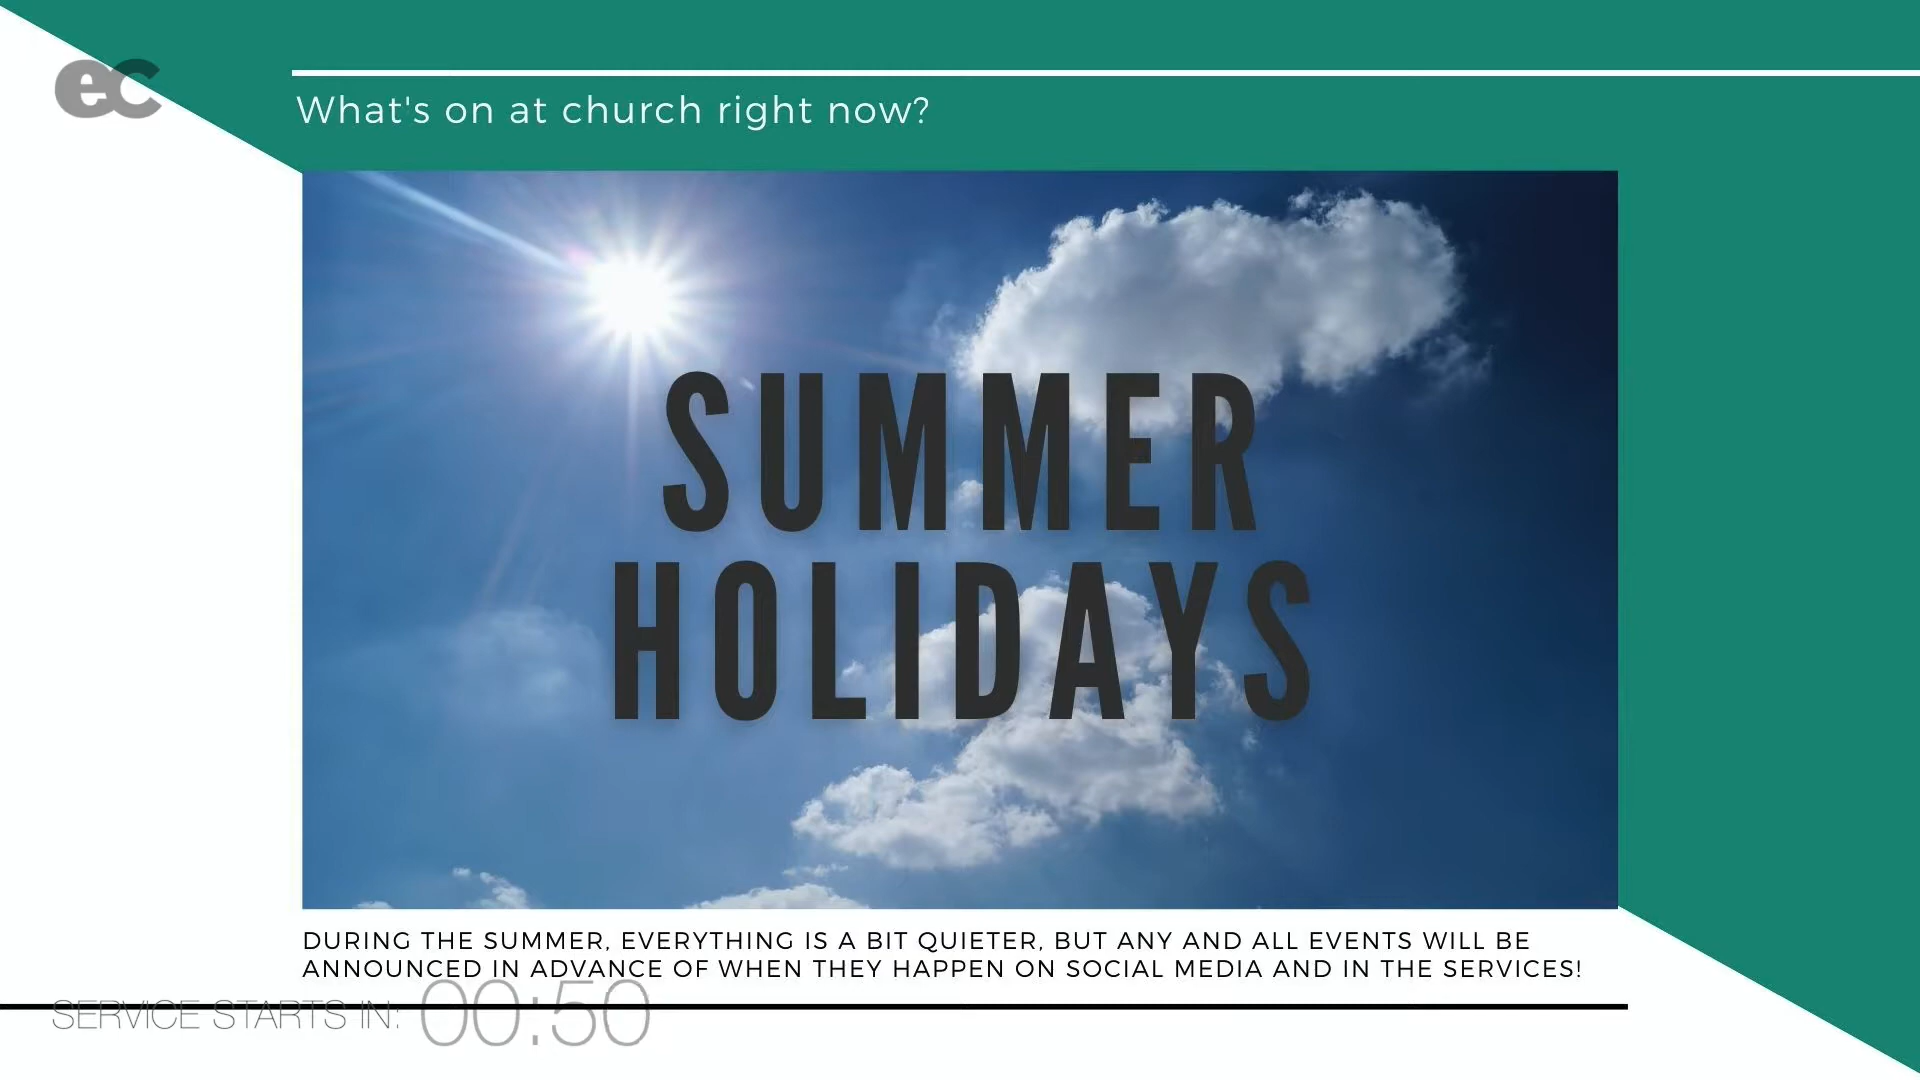 ec
What's on at church right now?
SUMMER
HOLIDAYS
DURING THE SUMMER, EVERYTHING IS A BIT QUIETER, BUT ANY AND ALL EVENTS WILL BE
ANNOUNCED IN ADVANCE OF WHEN THEY HAPPEN ON SOCIAL MEDIA AND IN THE SERVICES!
SERVICE STARTS IN: 00:50